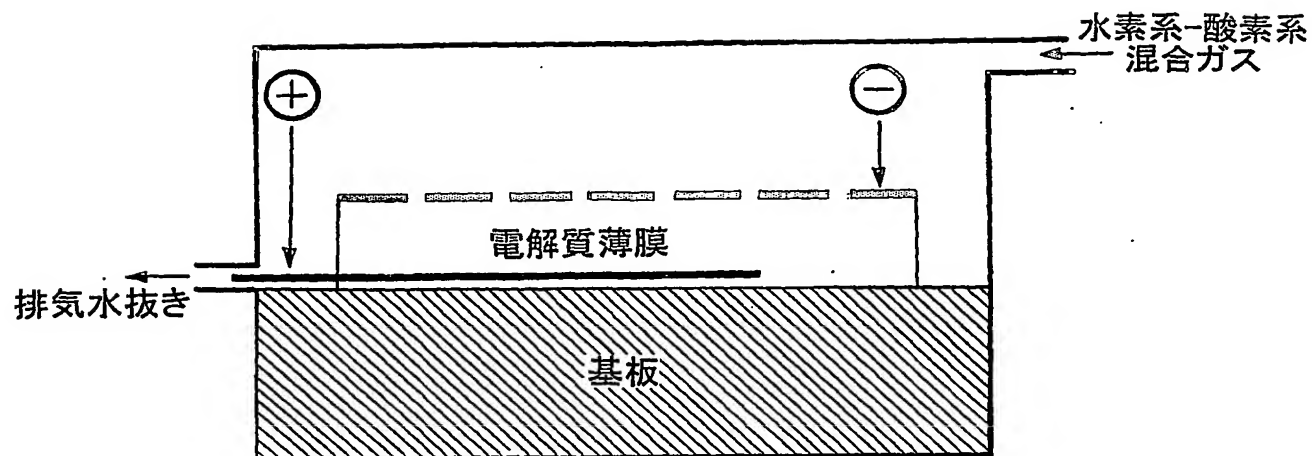 水素系-酸素系
混合ガス
+
−
電解質薄膜
排気水抜き
基板